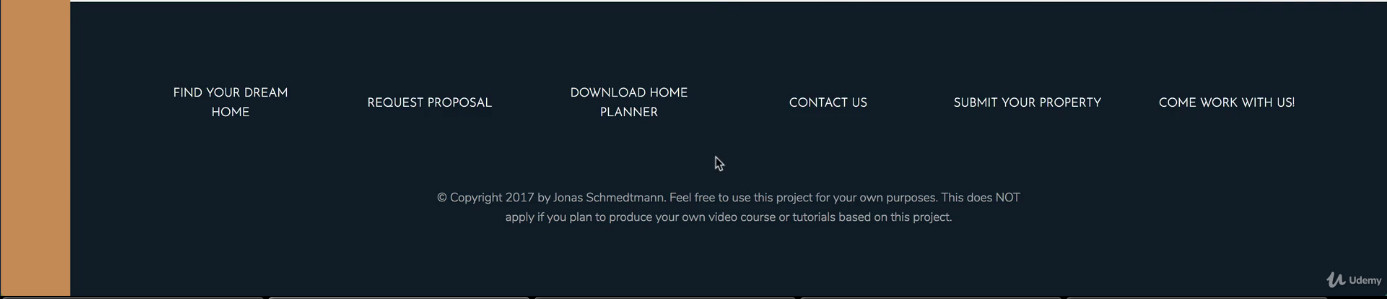 FIND YOUR DREAM
HOME
REQUEST PROPOSAL
DOWNLOAD HOME
PLANNER
CONTACT US
SUBMIT YOUR PROPERTY
COME WORK WITH US!
© Copyright 2017 by Jonas Schmedtmann. Feel free to use this project for your own purposes. This does NOT
apply if you plan to produce your own video course or tutorials based on this project.
Udemy